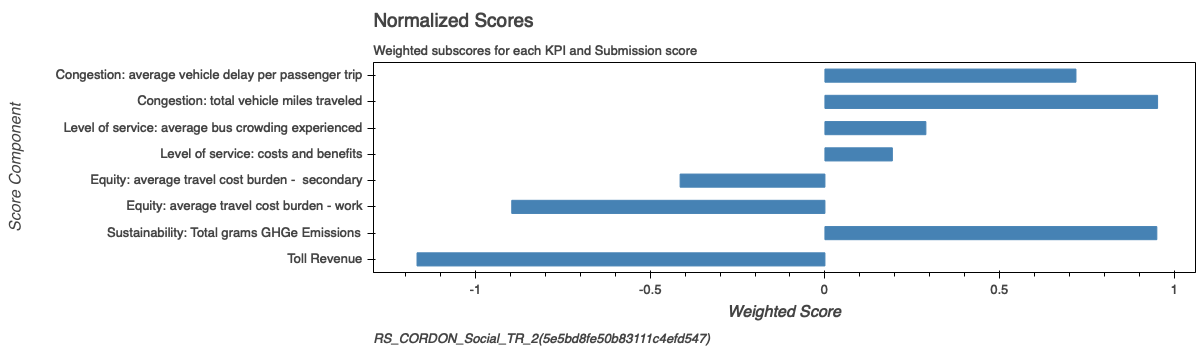 Normalized Scores
Weighted subscores for each KPI and Submission score
Score Component
Congestion: average vehicle delay per passenger trip
Congestion: total vehicle miles traveled
Level of service: average bus crowding experienced
Level of service: costs and benefits
Equity: average travel cost burden -  secondary
Equity: average travel cost burden - work
Sustainability: Total grams GHGe Emissions
Toll Revenue
-1 -0.5 0 0.5 1
Weighted Score
RS_CORDON_Social_TR_2(5e5bd8fe50b83111c4efd547)